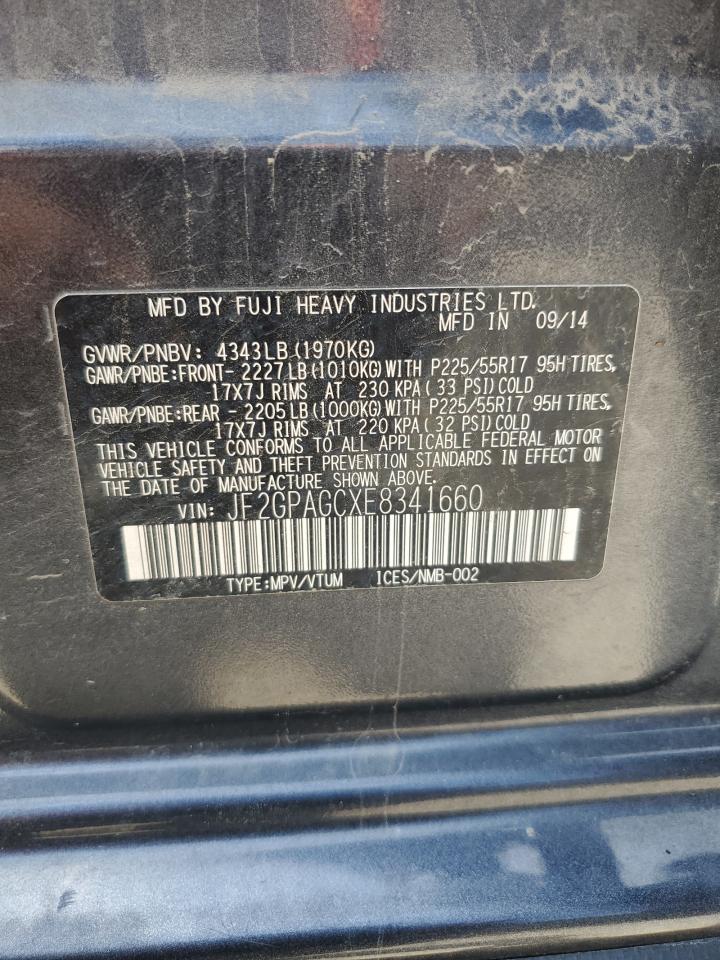 MFD BY FUJI HEAVY INDUSTRIES LTD.
MFD IN 09/14
GVWR/PNBV: 4343LB(1970KG)
GAWR/PNBE:FRONT- 2227LB(1010KG)WITH P225/55R17 95H TIRES,
17X7J RIMS AT 230 KPA(33 PSI)COLD
GAWR/PNBE:REAR - 2205LB(1000KG)WITH P225/55R17 95H TIRES,
17X7J RIMS AT 220 KPA(32 PSI)COLD
THIS VEHICLE CONFORMS TO ALL APPLICABLE FEDERAL MOTOR
VEHICLE SAFETY AND THEFT PREVENTION STANDARDS IN EFFECT ON
THE DATE OF MANUFACTURE SHOWN ABOVE.
VIN: JF2GPAGCXE8341660
TYPE:MPV/VTUM ICES/NMB-002